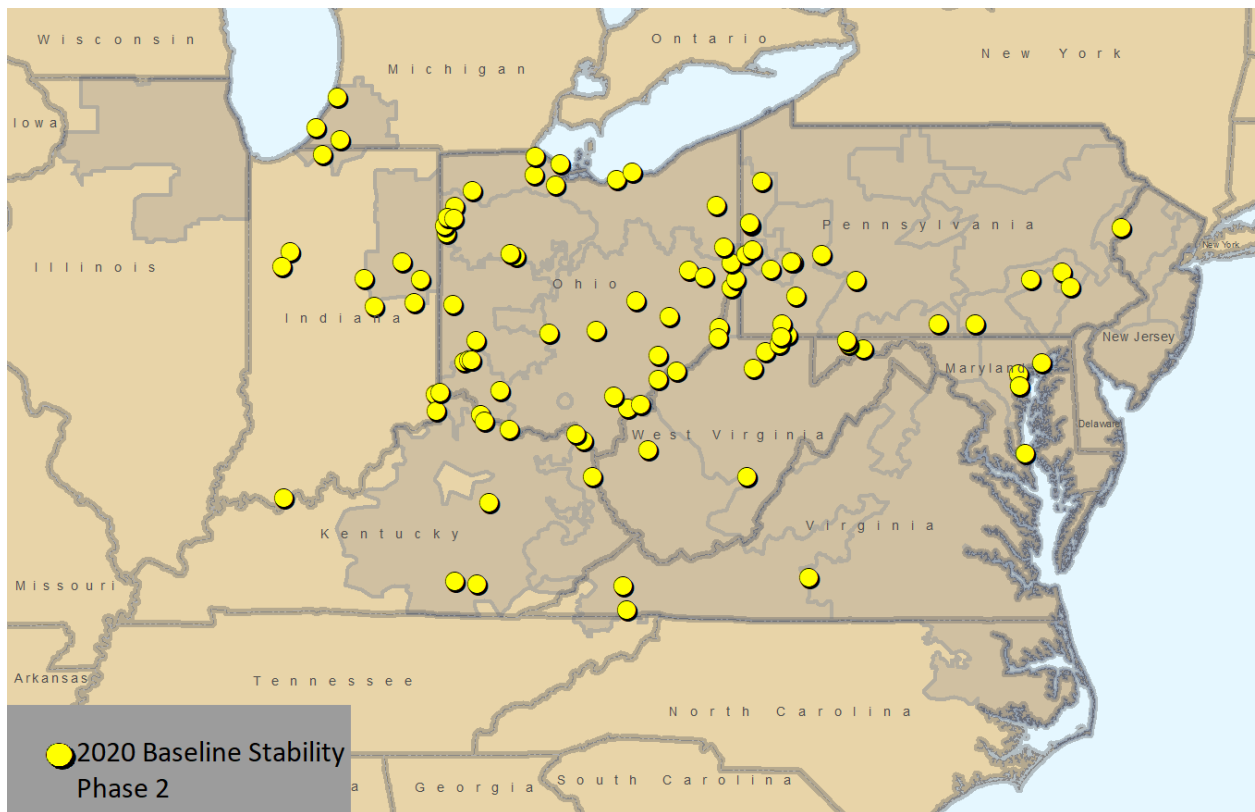 Wisconsin
Michigan
Ontario
New York
Iowa
Illinois
Indiana
Ohio
Pennsylvania
New York
New Jersey
Maryland
Delaware
West Virginia
Virginia
Kentucky
Missouri
Arkansas
Tennessee
North Carolina
South Carolina
Georgia
a
2020 Baseline Stability
Phase 2